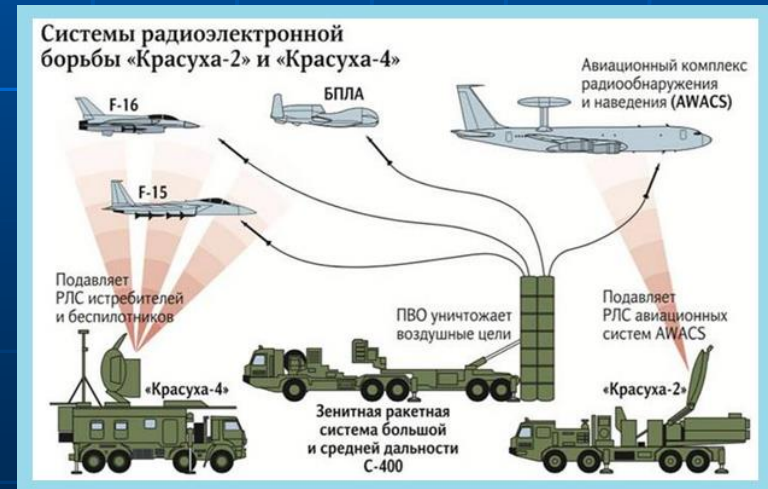 Системы радиоэлектронной
борьбы «Красуха-2» и «Красуха-4»
F-16
БПЛА
Авиационный комплекс
радиообнаружения
и наведения (AWACS)
F-15
Подавляет
РЛС истребителей
и беспилотников
ПВО уничтожает
воздушные цели
Подавляет
РЛС авиационных
систем AWACS
«Красуха-4»
«Красуха-2»
Зенитная ракетная
система большой
и средней дальности
С-400